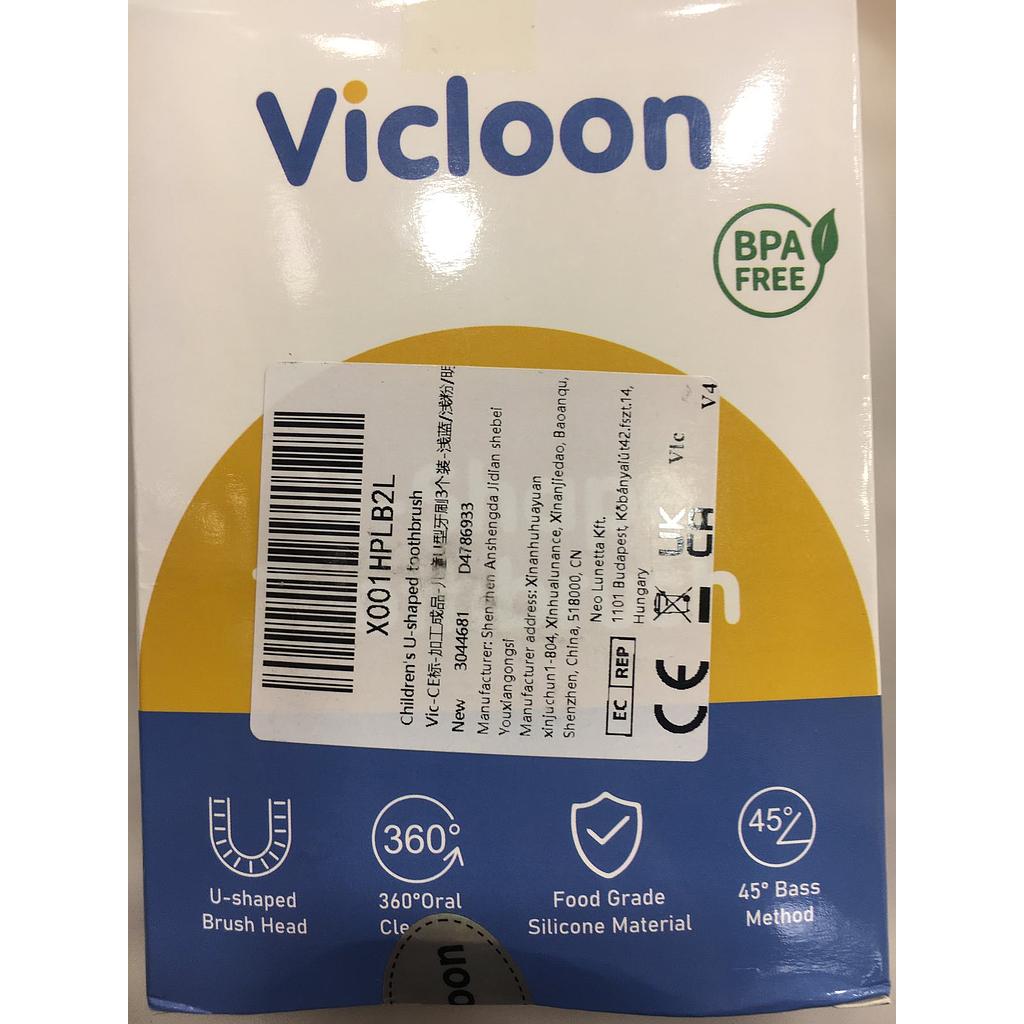 Vicloon
BPA
FREE
X001HPLB2L
Children's U-shaped toothbrush
Vic-CE标-加工成品-儿童U型牙刷3个装-浅蓝/浅粉/明
New 3044681 D4786933
Manufacturer: Shenzhen Anshengda Jidian shebei
Youxiangongsi
Manufacturer address: Xinanhuhuayuan
xinjuchun1-804, Xinhualunance, Xinanjiedao, Baoanqu,
Shenzhen, China, 518000, CN
Neo Lunetta Kft.
1101 Budapest, Kőbányaiút42.fszt.14,
Hungary
EC REP
CE
UK
CA
Vic
V4
360°
45°
U-shaped
Brush Head
360°Oral
Cle
Food Grade
Silicone Material
45° Bass
Method
oon